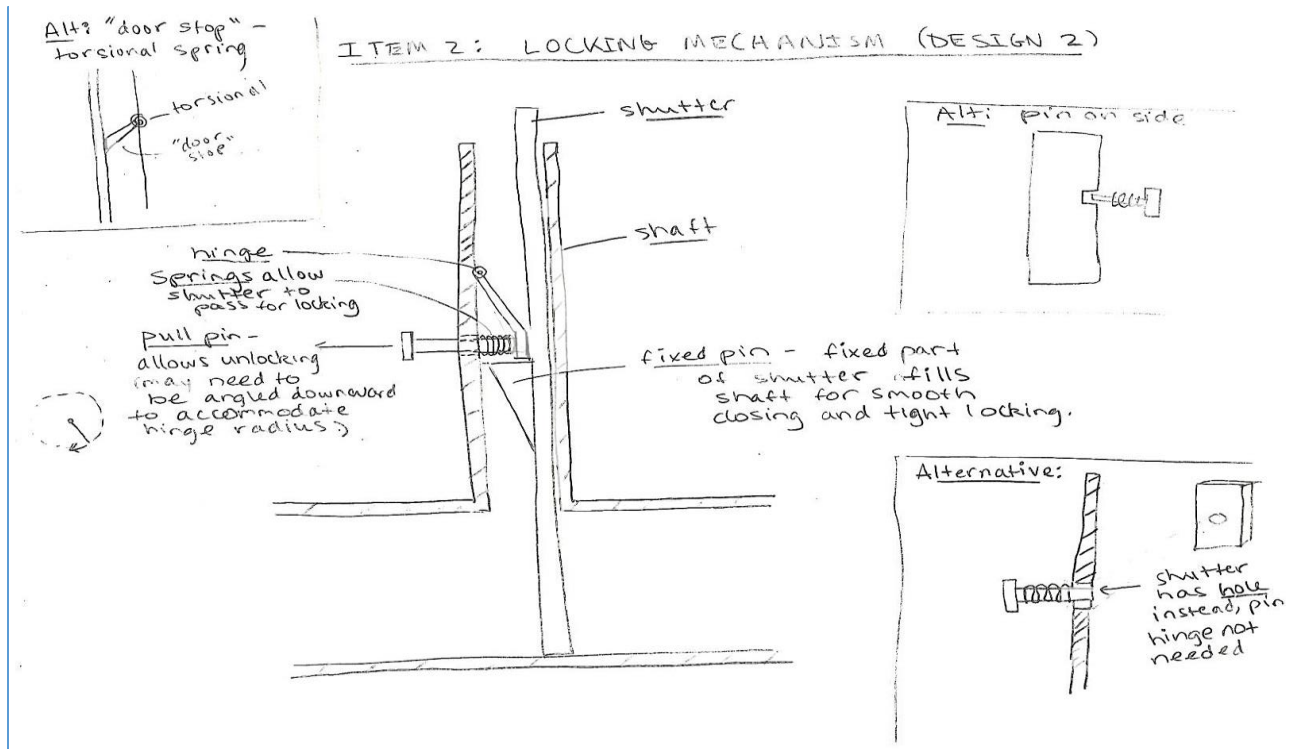 ITEM 2: LOCKING MECHANISM (DESIGN 2)
Alt: "door stop" -
torsional spring
torsional
"door
stop"
shutter
shaft
hinge
springs allow
shutter to
pass for locking
pull pin -
allows unlocking
(may need to
be angled downward
to accommodate
hinge radius:)
fixed pin - fixed part
of shutter fills
shaft for smooth
closing and tight locking.
Alt: pin on side
Alternative:
shutter
has hole
instead, pin
hinge not
needed